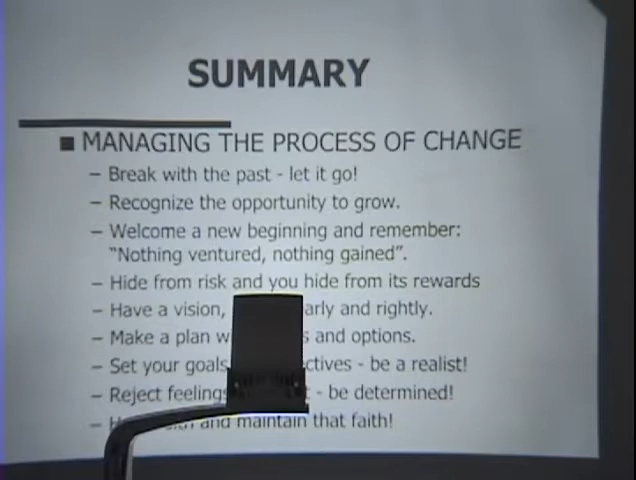 SUMMARY
■ MANAGING THE PROCESS OF CHANGE
– Break with the past - let it go!
– Recognize the opportunity to grow.
– Welcome a new beginning and remember:
“Nothing ventured, nothing gained”.
– Hide from risk and you hide from its rewards
– Have a vision, and rightly.
– Make a plan and options.
– Set your goals - be a realist!
– Reject feelings - be determined!
– and maintain that faith!